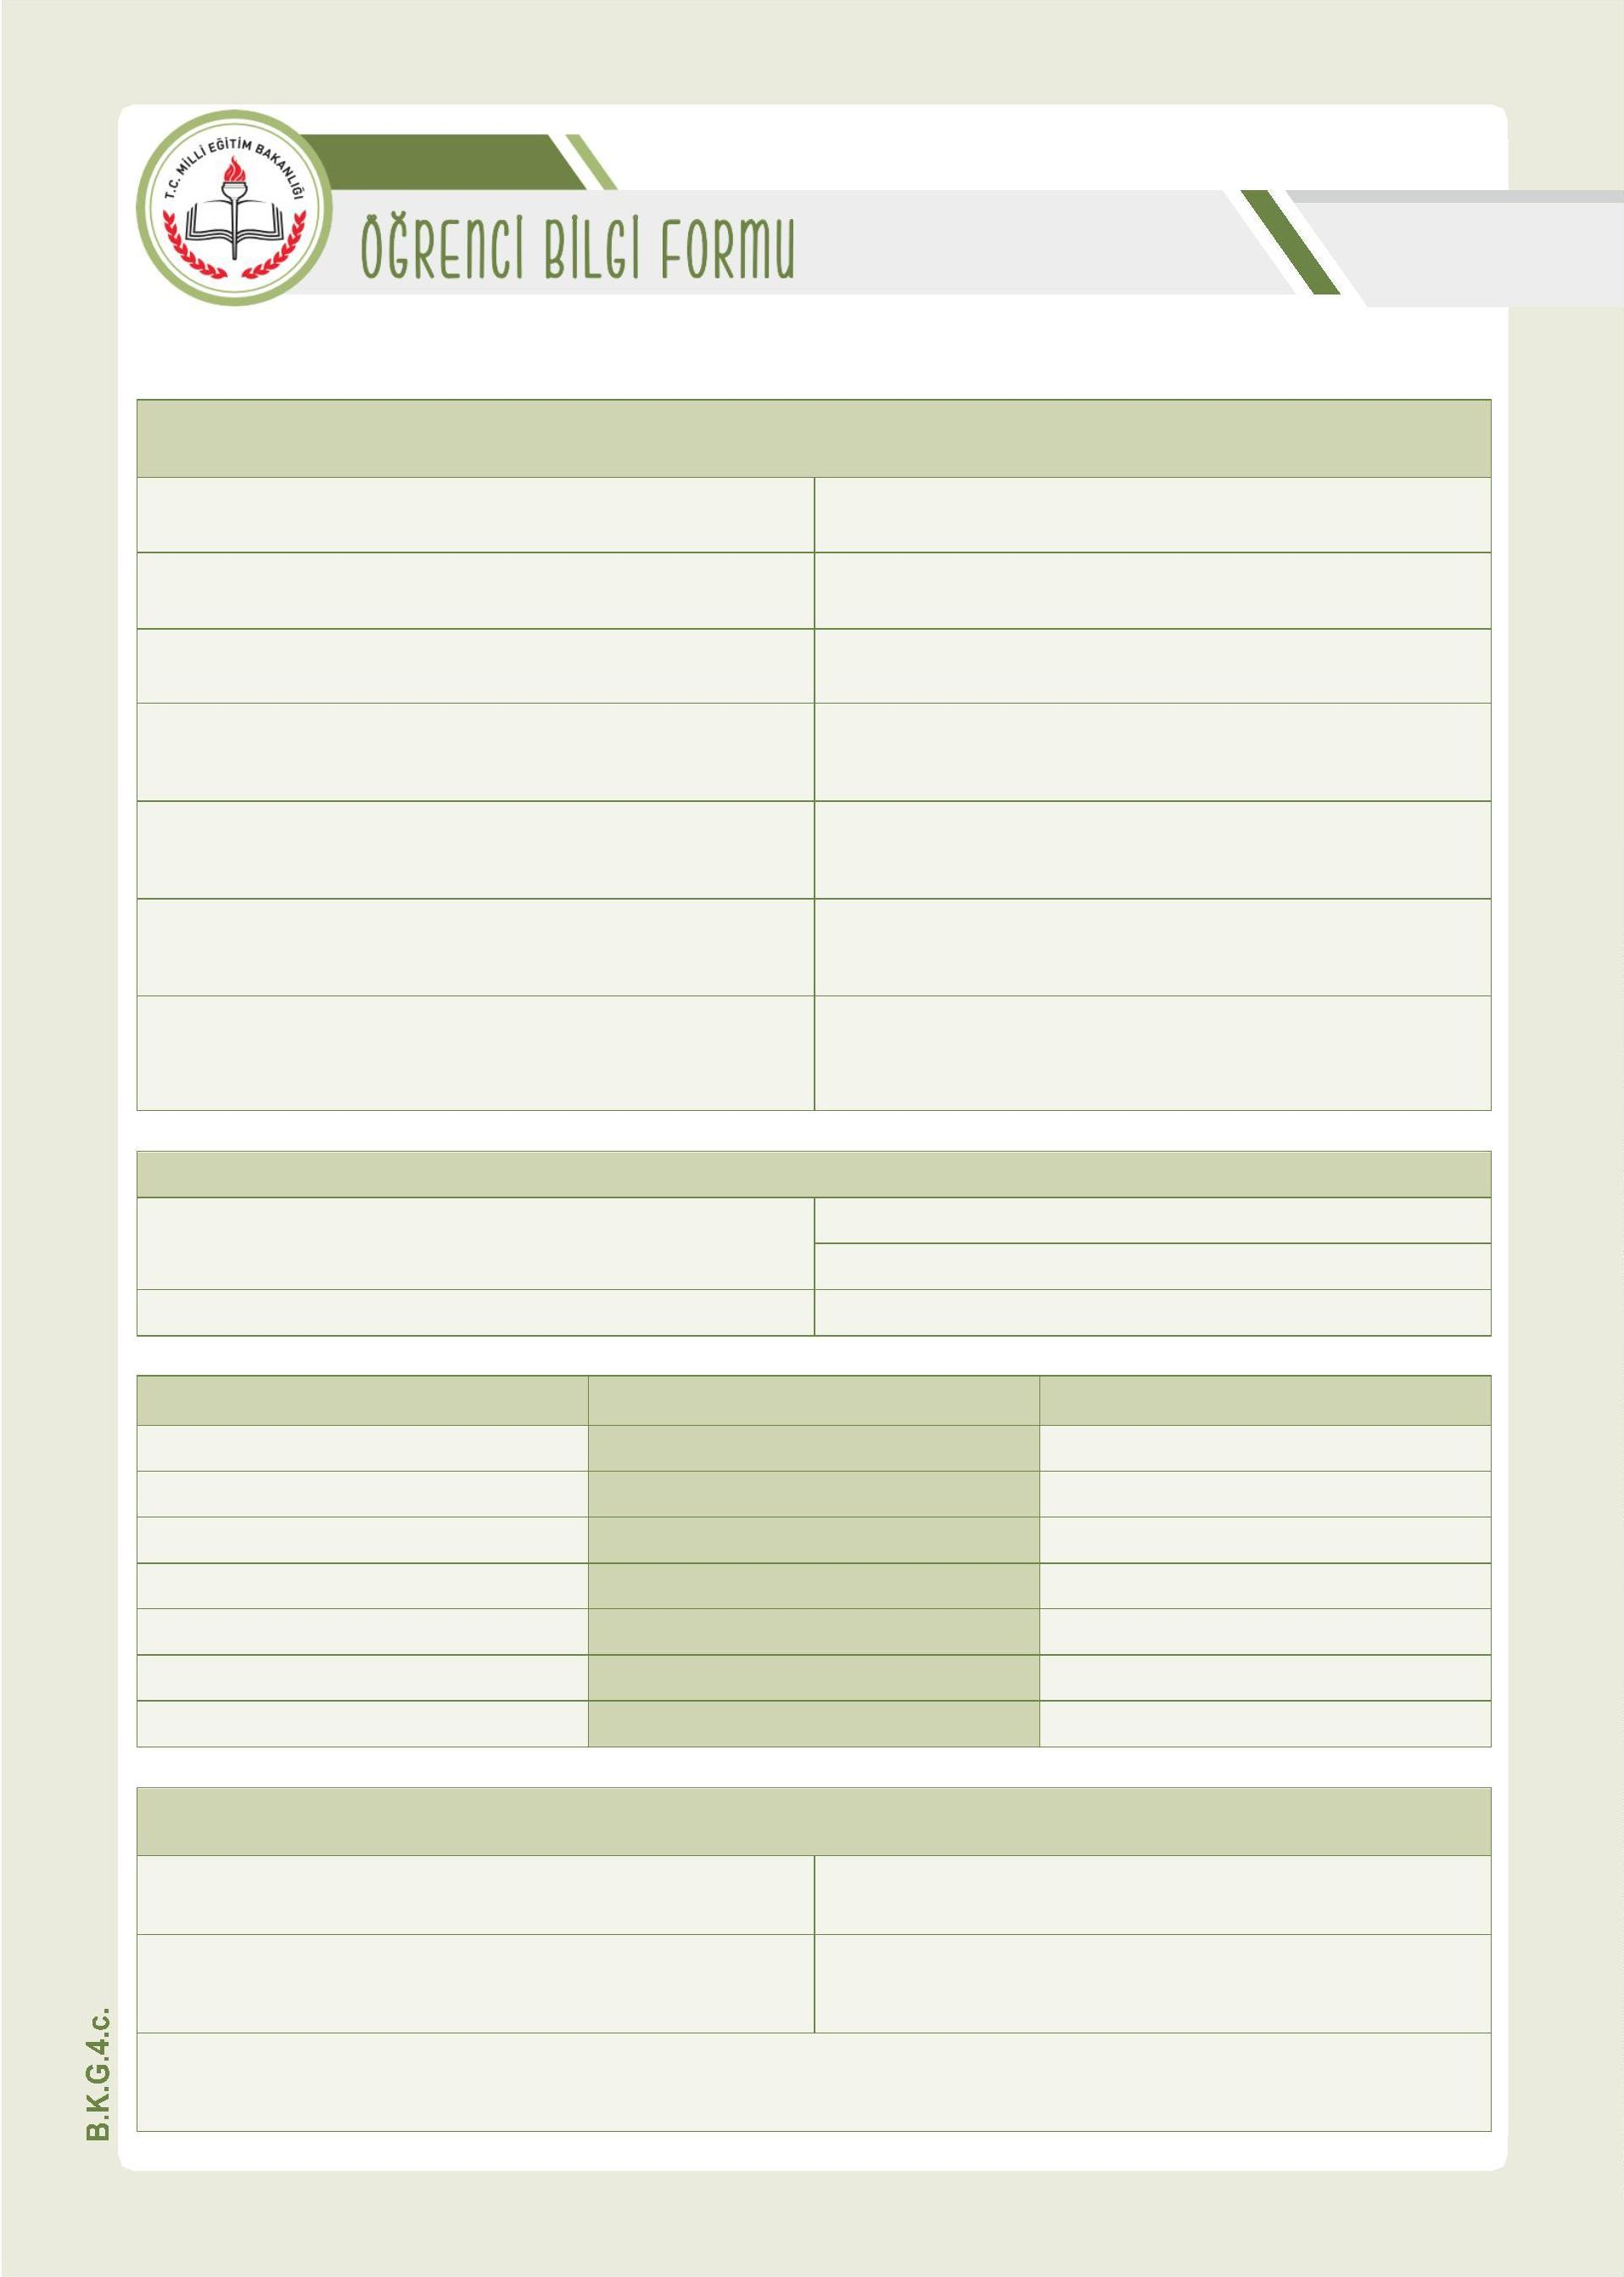 T.C. MİLLİ EĞİTİM BAKANLIĞI
ÖĞRENCİ BİLGİ FORMU
B.K.G.4.c.